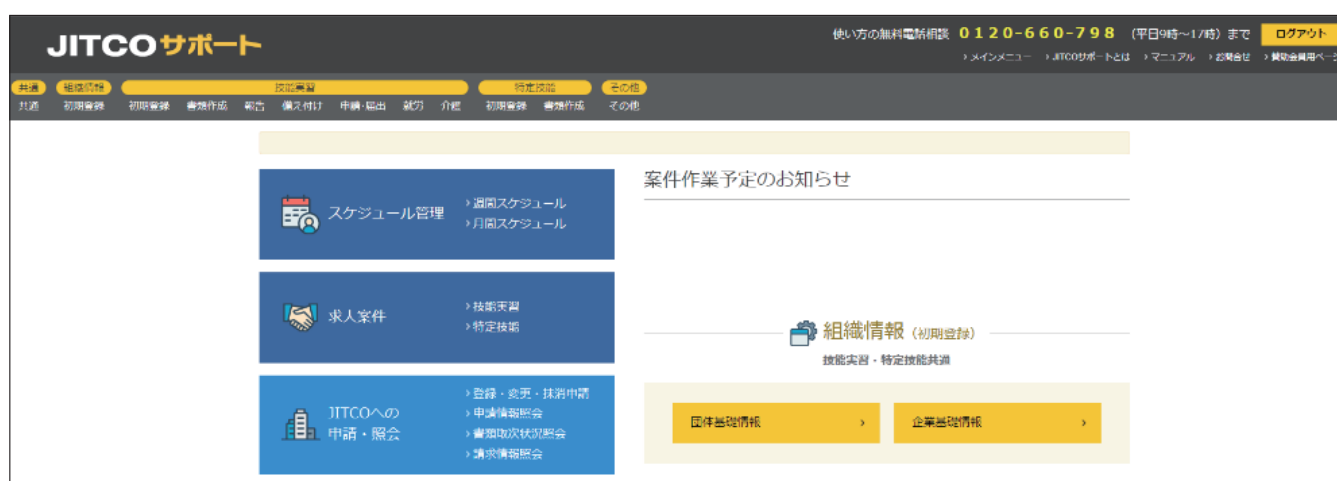 JITCOサポート
使い方の無料電話相談 0120-660-798 (平日9時～17時) まで ログアウト
› メインメニュー › JITCOサポートとは › マニュアル › お問合せ › 賛助会員用ページ
共通 組織情報 技能実習 特定技能 その他
共通 初期登録 初期登録 書類作成 報告 備え付け 申請・届出 就労 介護 初期登録 書類作成 その他
案件作業予定のお知らせ
スケジュール管理
› 週間スケジュール
› 月間スケジュール
求人案件
› 技能実習
› 特定技能
組織情報 (初期登録)
技能実習・特定技能共通
JITCOへの
申請・照会
› 登録・変更・抹消申請
› 申請情報照会
› 書類取次状況照会
› 請求情報照会
団体基礎情報 ›
企業基礎情報 ›